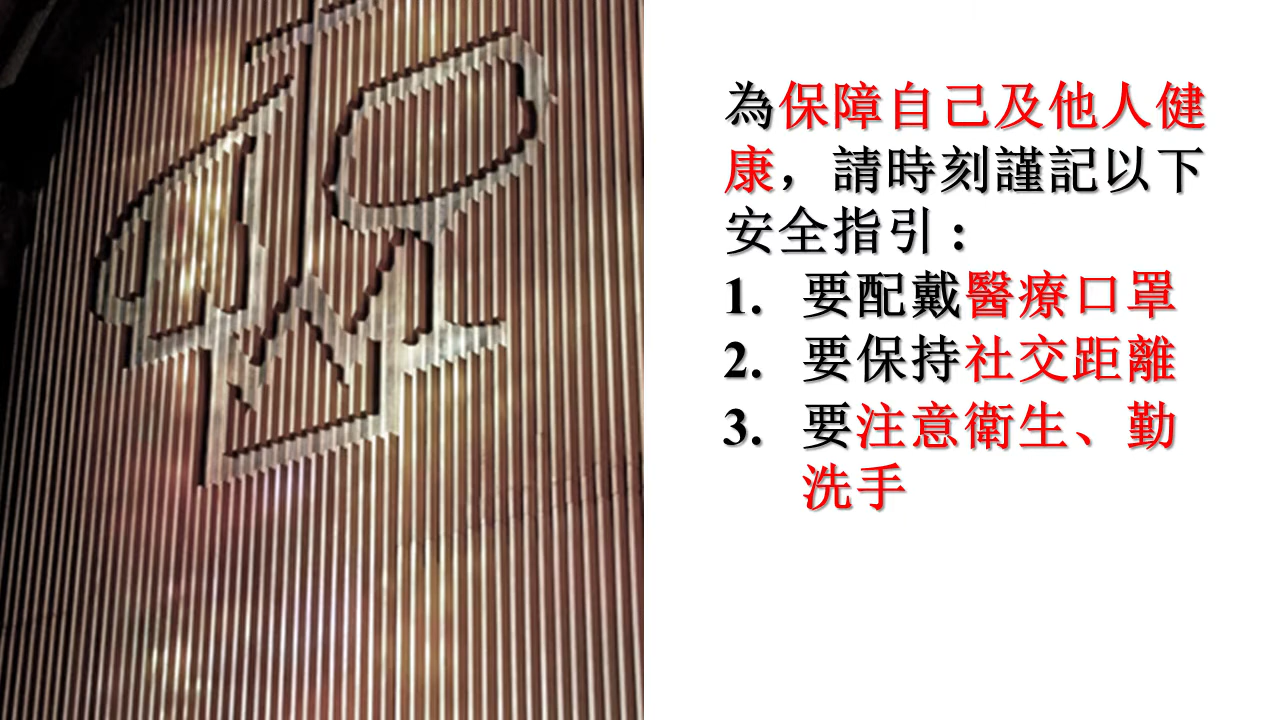 為保障自己及他人健
康，請時刻謹記以下
安全指引：
1. 要配戴醫療口罩
2. 要保持社交距離
3. 要注意衛生、勤
洗手